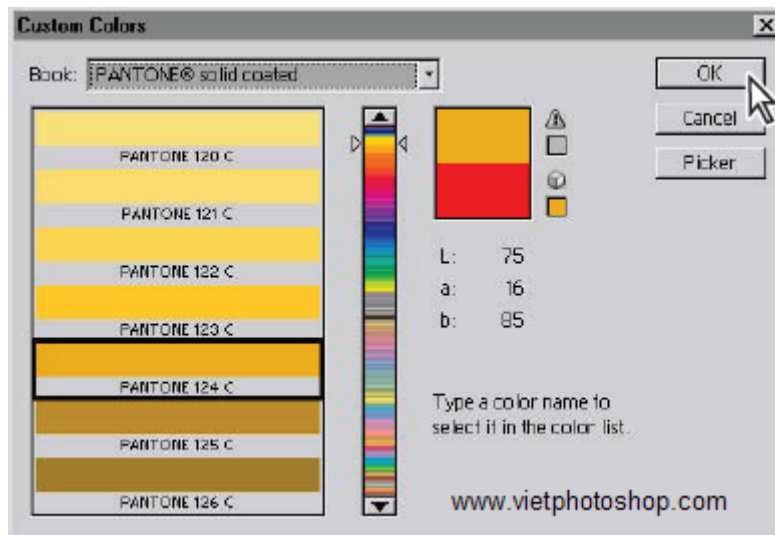 Custom Colors
Book: PANTONE® solid coated
OK
Cancel
Picker
PANTONE 120 C
PANTONE 121 C
PANTONE 122 C
PANTONE 123 C
PANTONE 124 C
PANTONE 125 C
PANTONE 126 C
L: 75
a: 16
b: 85
Type a color name to
select it in the color list.
www.vietphotoshop.com